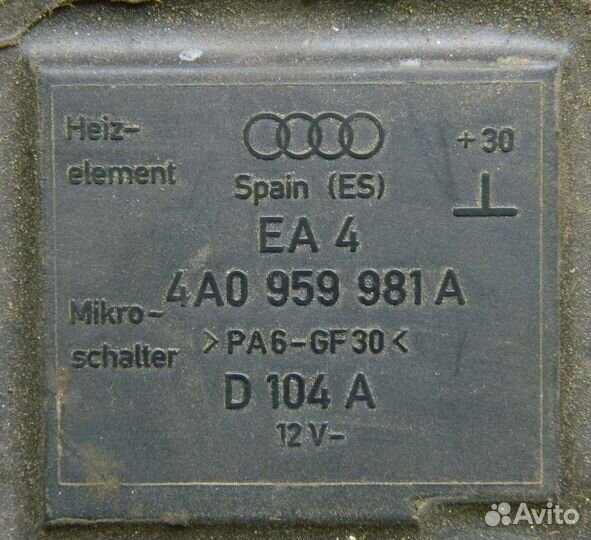 Heiz-
element
+30
Spain (ES)
EA 4
4A0 959 981 A
Mikro-
schalter
>PA6-GF30<
D 104 A
12 V-
Avito